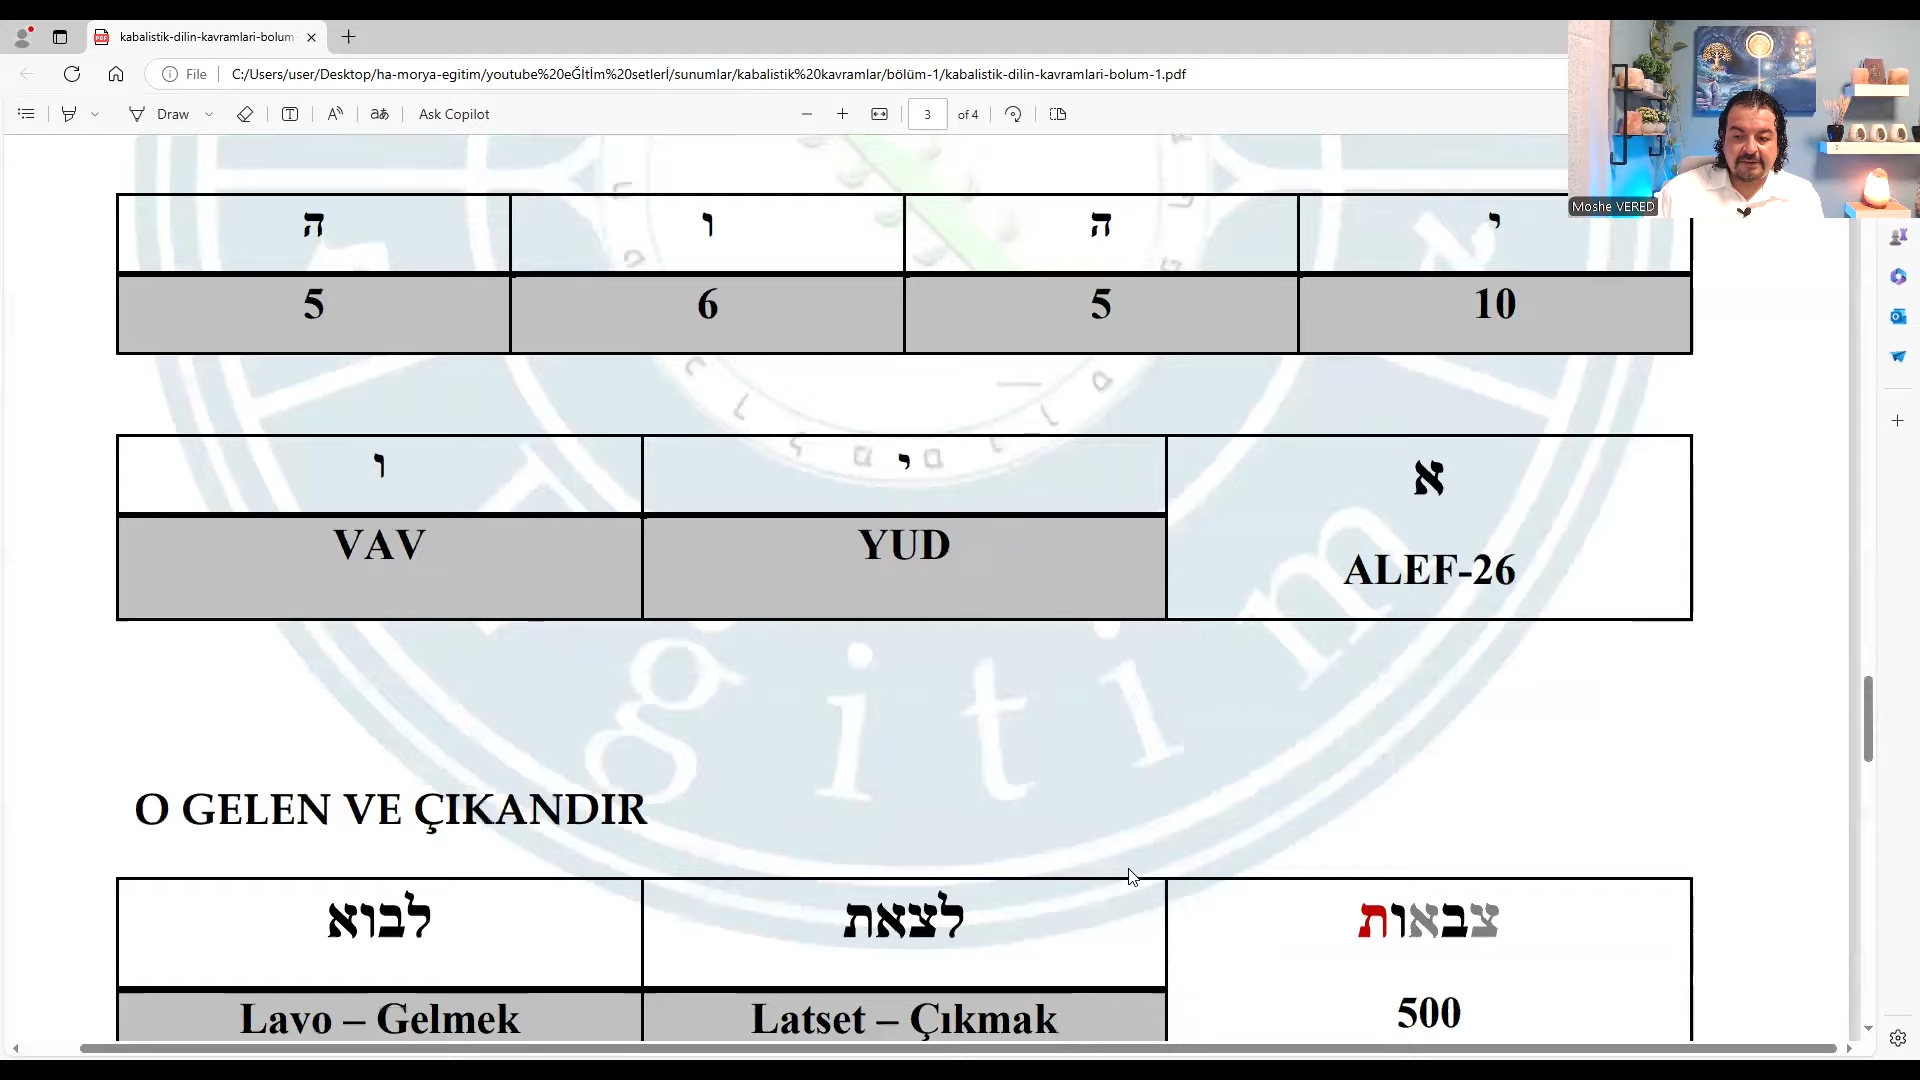 kabalistik-dilin-kavramlari-bolum-
File
C:/Users/user/Desktop/ha-morya-egitim/youtube%20eĞİtİm%20setlerİ/sunumlar/kabalistik%20kavramlar/bölüm-1/kabalistik-dilin-kavramlari-bolum-1.pdf
Draw
Ask Copilot
3 of 4
Moshe VERED
ה ו ה י
5 6 5 10
ו י א
VAV YUD ALEF-26
gitim
O GELEN VE ÇIKANDIR
לבוא לצאת צבאות
Lavo – Gelmek Latset – Çıkmak 500